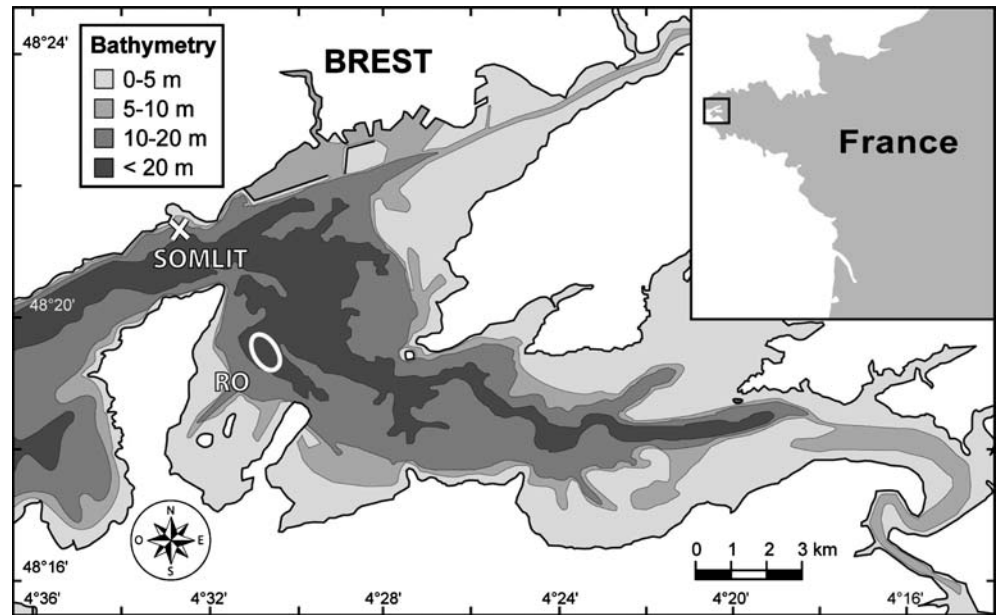 48°24'
Bathymetry
0-5 m
5-10 m
10-20 m
< 20 m
BREST
France
SOMLIT
48°20'
RO
N
O E
S
0 1 2 3 km
48°16'
4°36' 4°32' 4°28' 4°24' 4°20' 4°16'